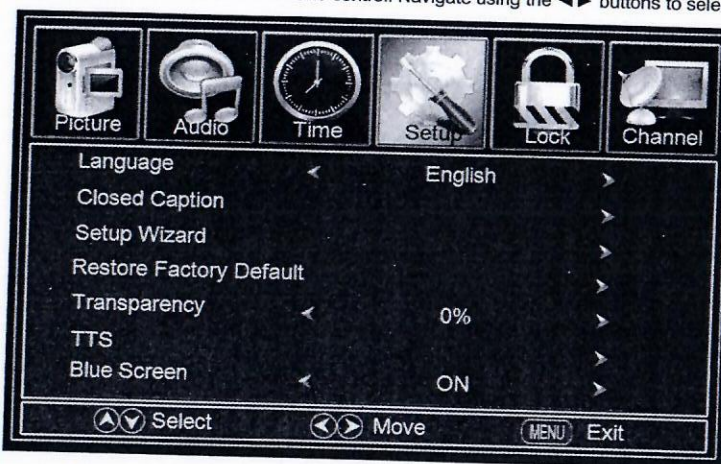 control. Navigate using the ◄► buttons to sele
Picture Audio Time Setup Lock Channel
Language English
Closed Caption
Setup Wizard
Restore Factory Default
Transparency 0%
TTS
Blue Screen ON
Select Move MENU Exit